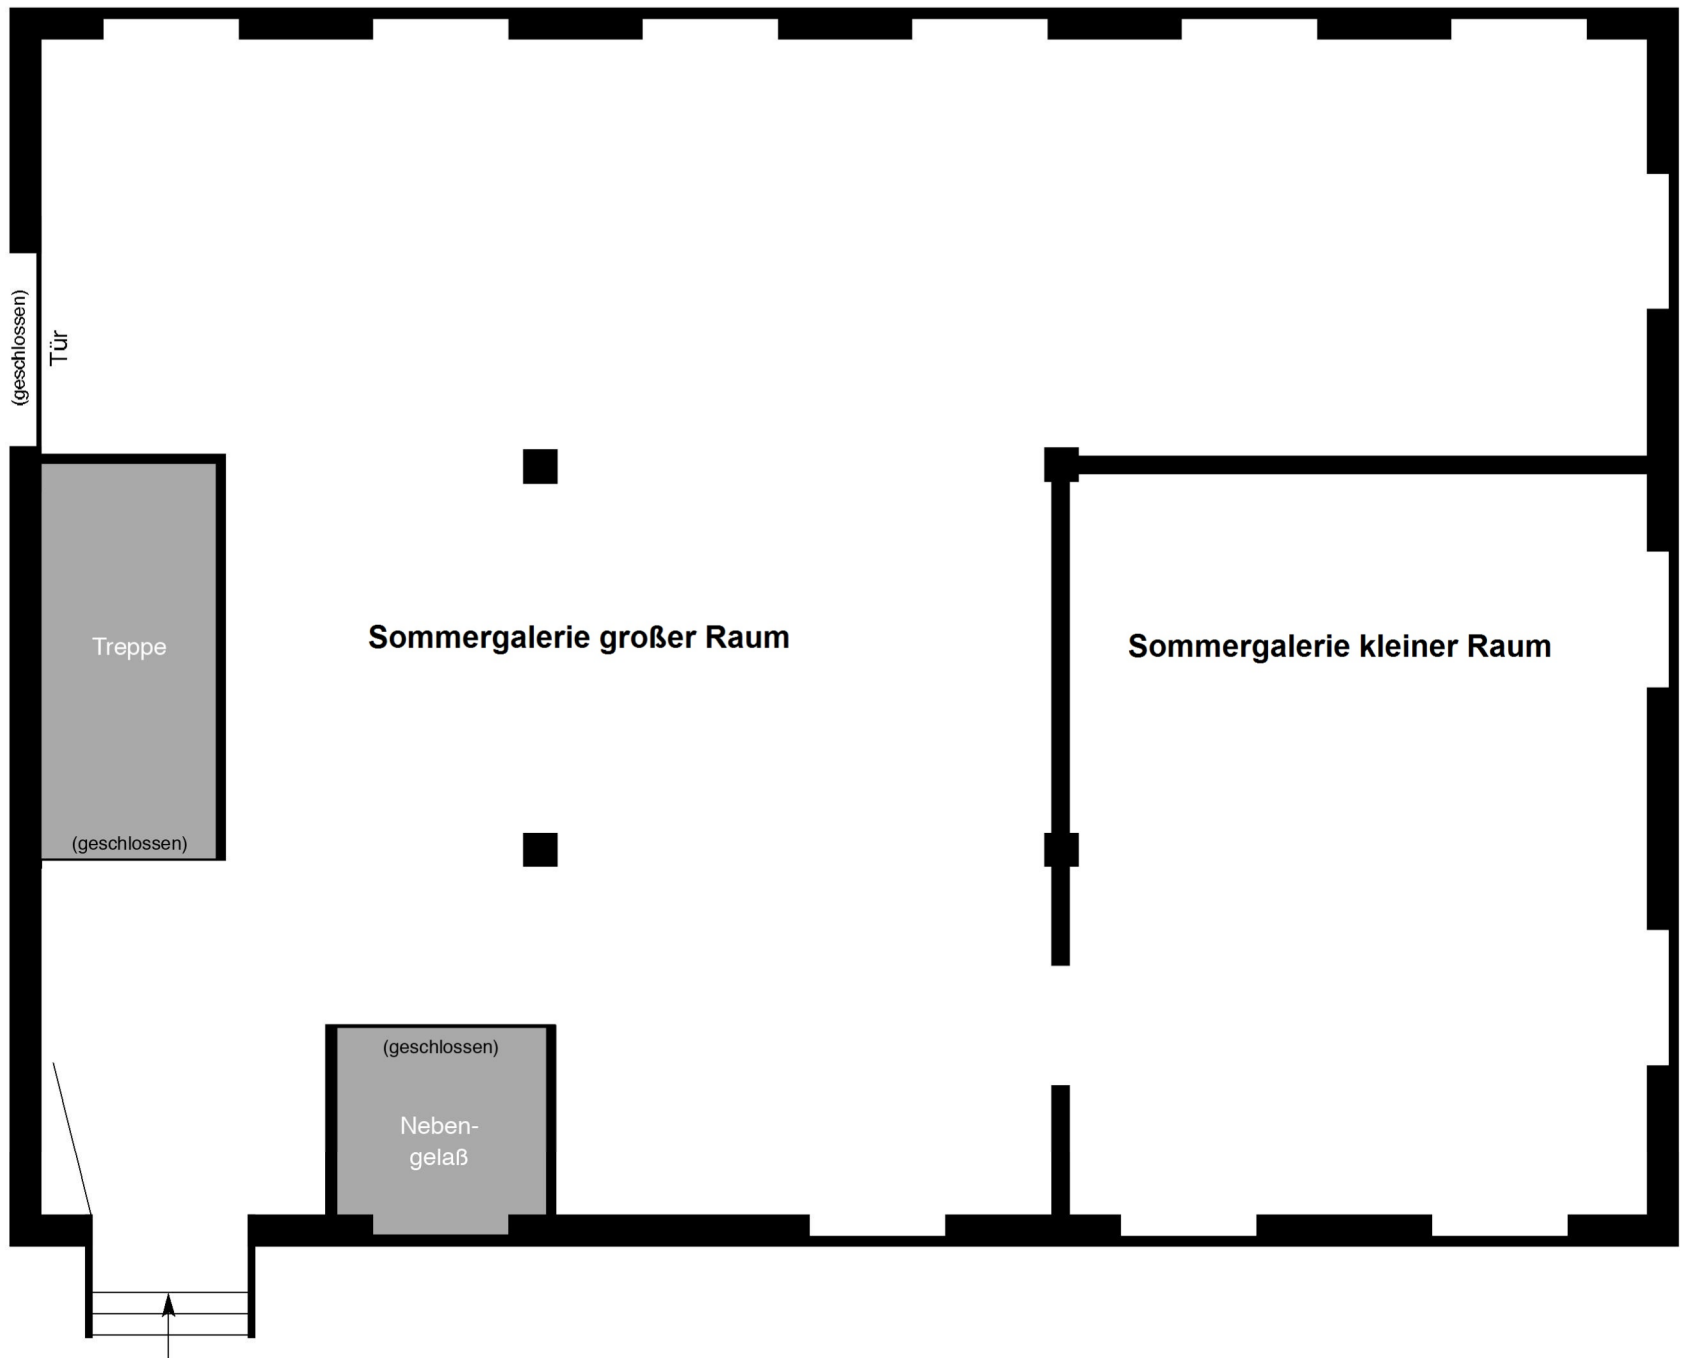 (geschlossen)
Tür
Sommergalerie großer Raum
Treppe
Sommergalerie kleiner Raum
(geschlossen)
(geschlossen)
Neben-
gelaß